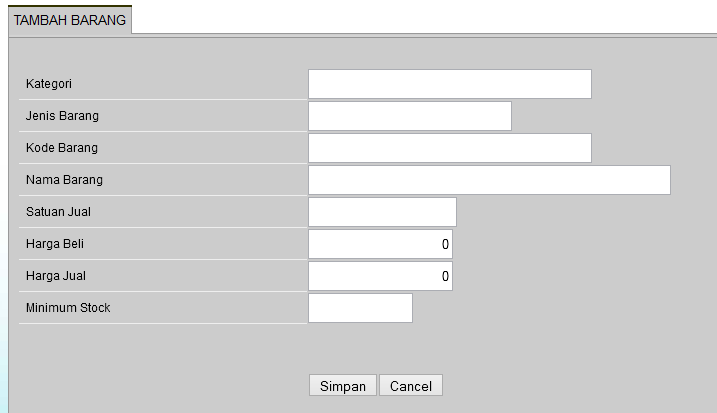 TAMBAH BARANG
Kategori
Jenis Barang
Kode Barang
Nama Barang
Satuan Jual
Harga Beli 0
Harga Jual 0
Minimum Stock
Simpan Cancel